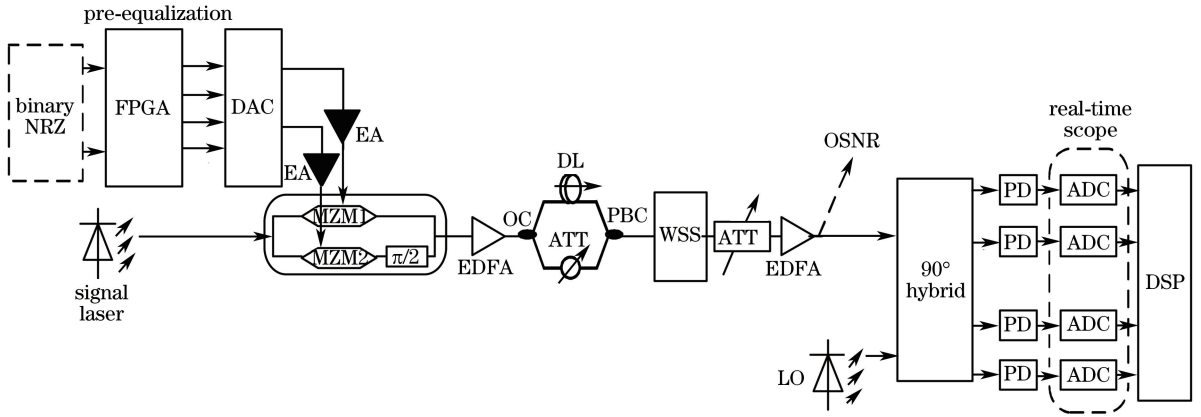 pre-equalization
binary
NRZ
FPGA
DAC
EA
EA
MZM1
MZM2
π/2
signal
laser
EDFA
OC
DL
ATT
PBC
WSS
ATT
EDFA
OSNR
90°
hybrid
LO
PD
PD
PD
PD
real-time
scope
ADC
ADC
ADC
ADC
DSP